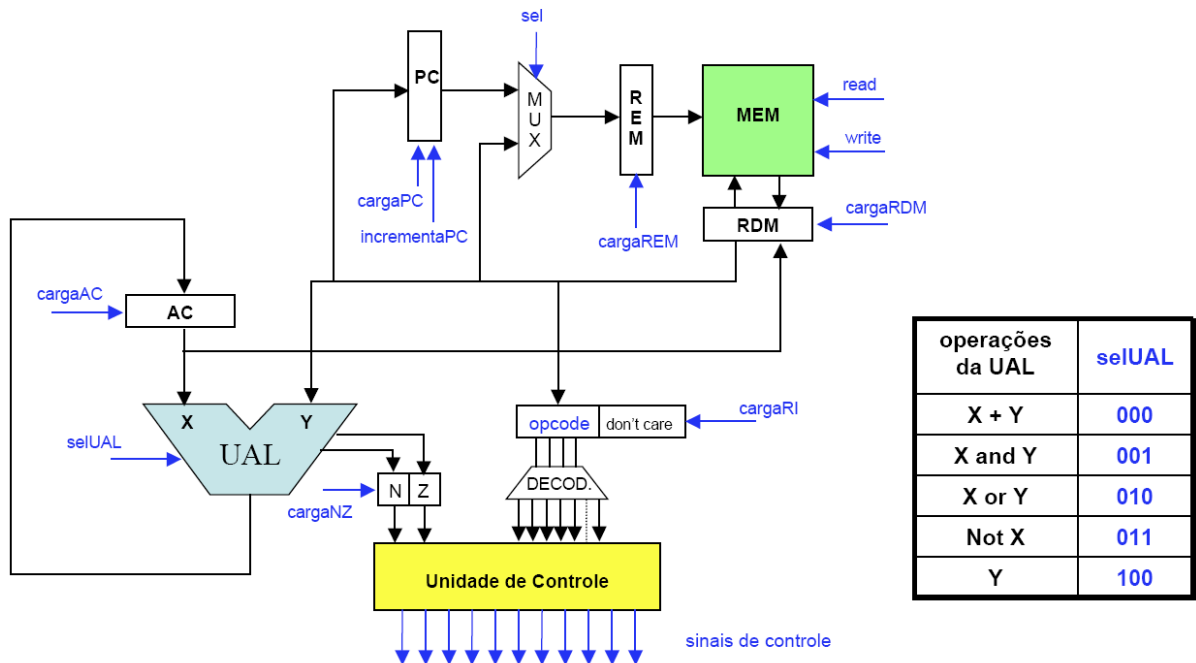 sel
PC
M
U
X
R
E
M
MEM
read
write
cargaPC
incrementaPC
cargaREM
RDM
cargaRDM
cargaAC
AC
X
Y
UAL
selUAL
N
Z
cargaNZ
opcode
don't care
cargaRI
DECOD.
Unidade de Controle
sinais de controle
operações
da UAL
selUAL
X + Y
000
X and Y
001
X or Y
010
Not X
011
Y
100